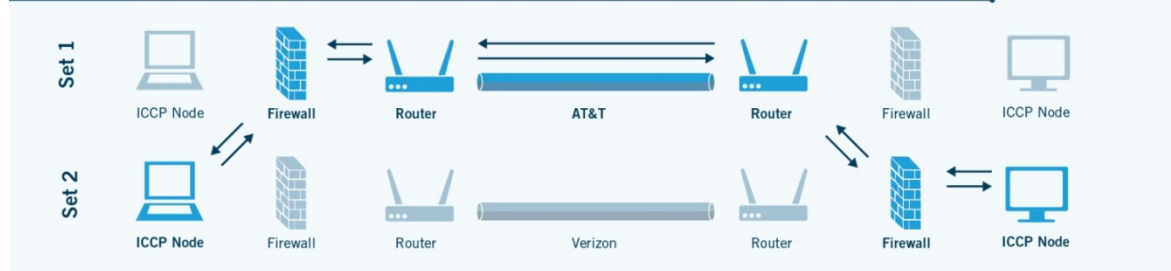 Set 1
ICCP Node
Firewall
Router
AT&T
Router
Firewall
ICCP Node
Set 2
ICCP Node
Firewall
Router
Verizon
Router
Firewall
ICCP Node